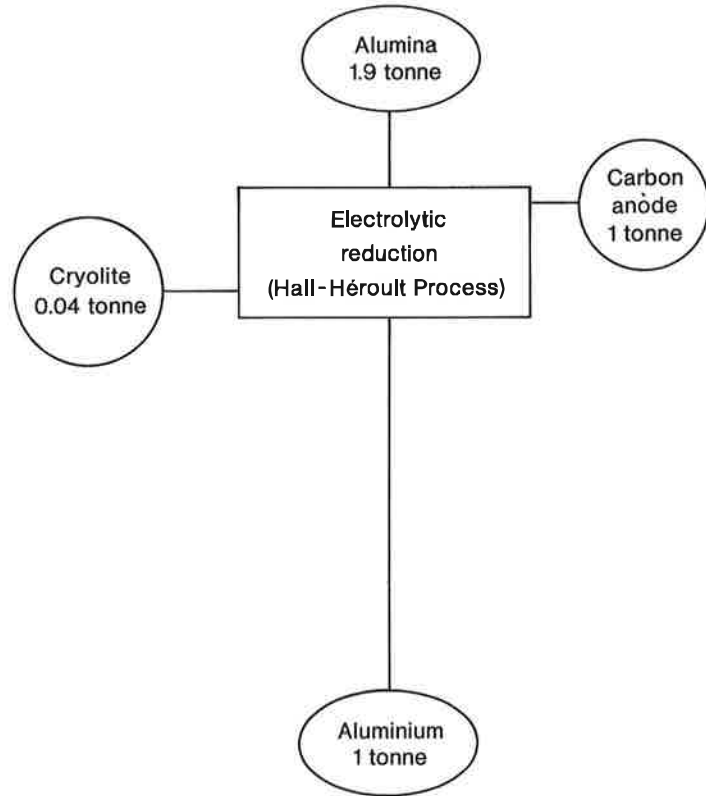 Alumina
1.9 tonne
Electrolytic
reduction
(Hall-Héroult Process)
Carbon
anòde
1 tonne
Cryolite
0.04 tonne
Aluminium
1 tonne